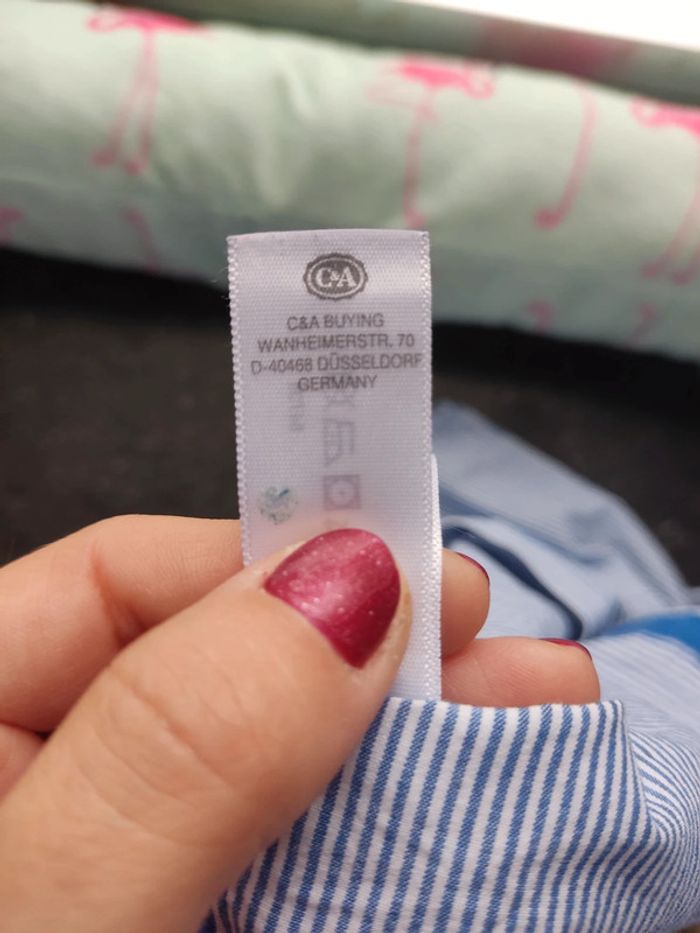 C&A
C&A BUYING
WANHEIMERSTR. 70
D-40468 DÜSSELDORF
GERMANY